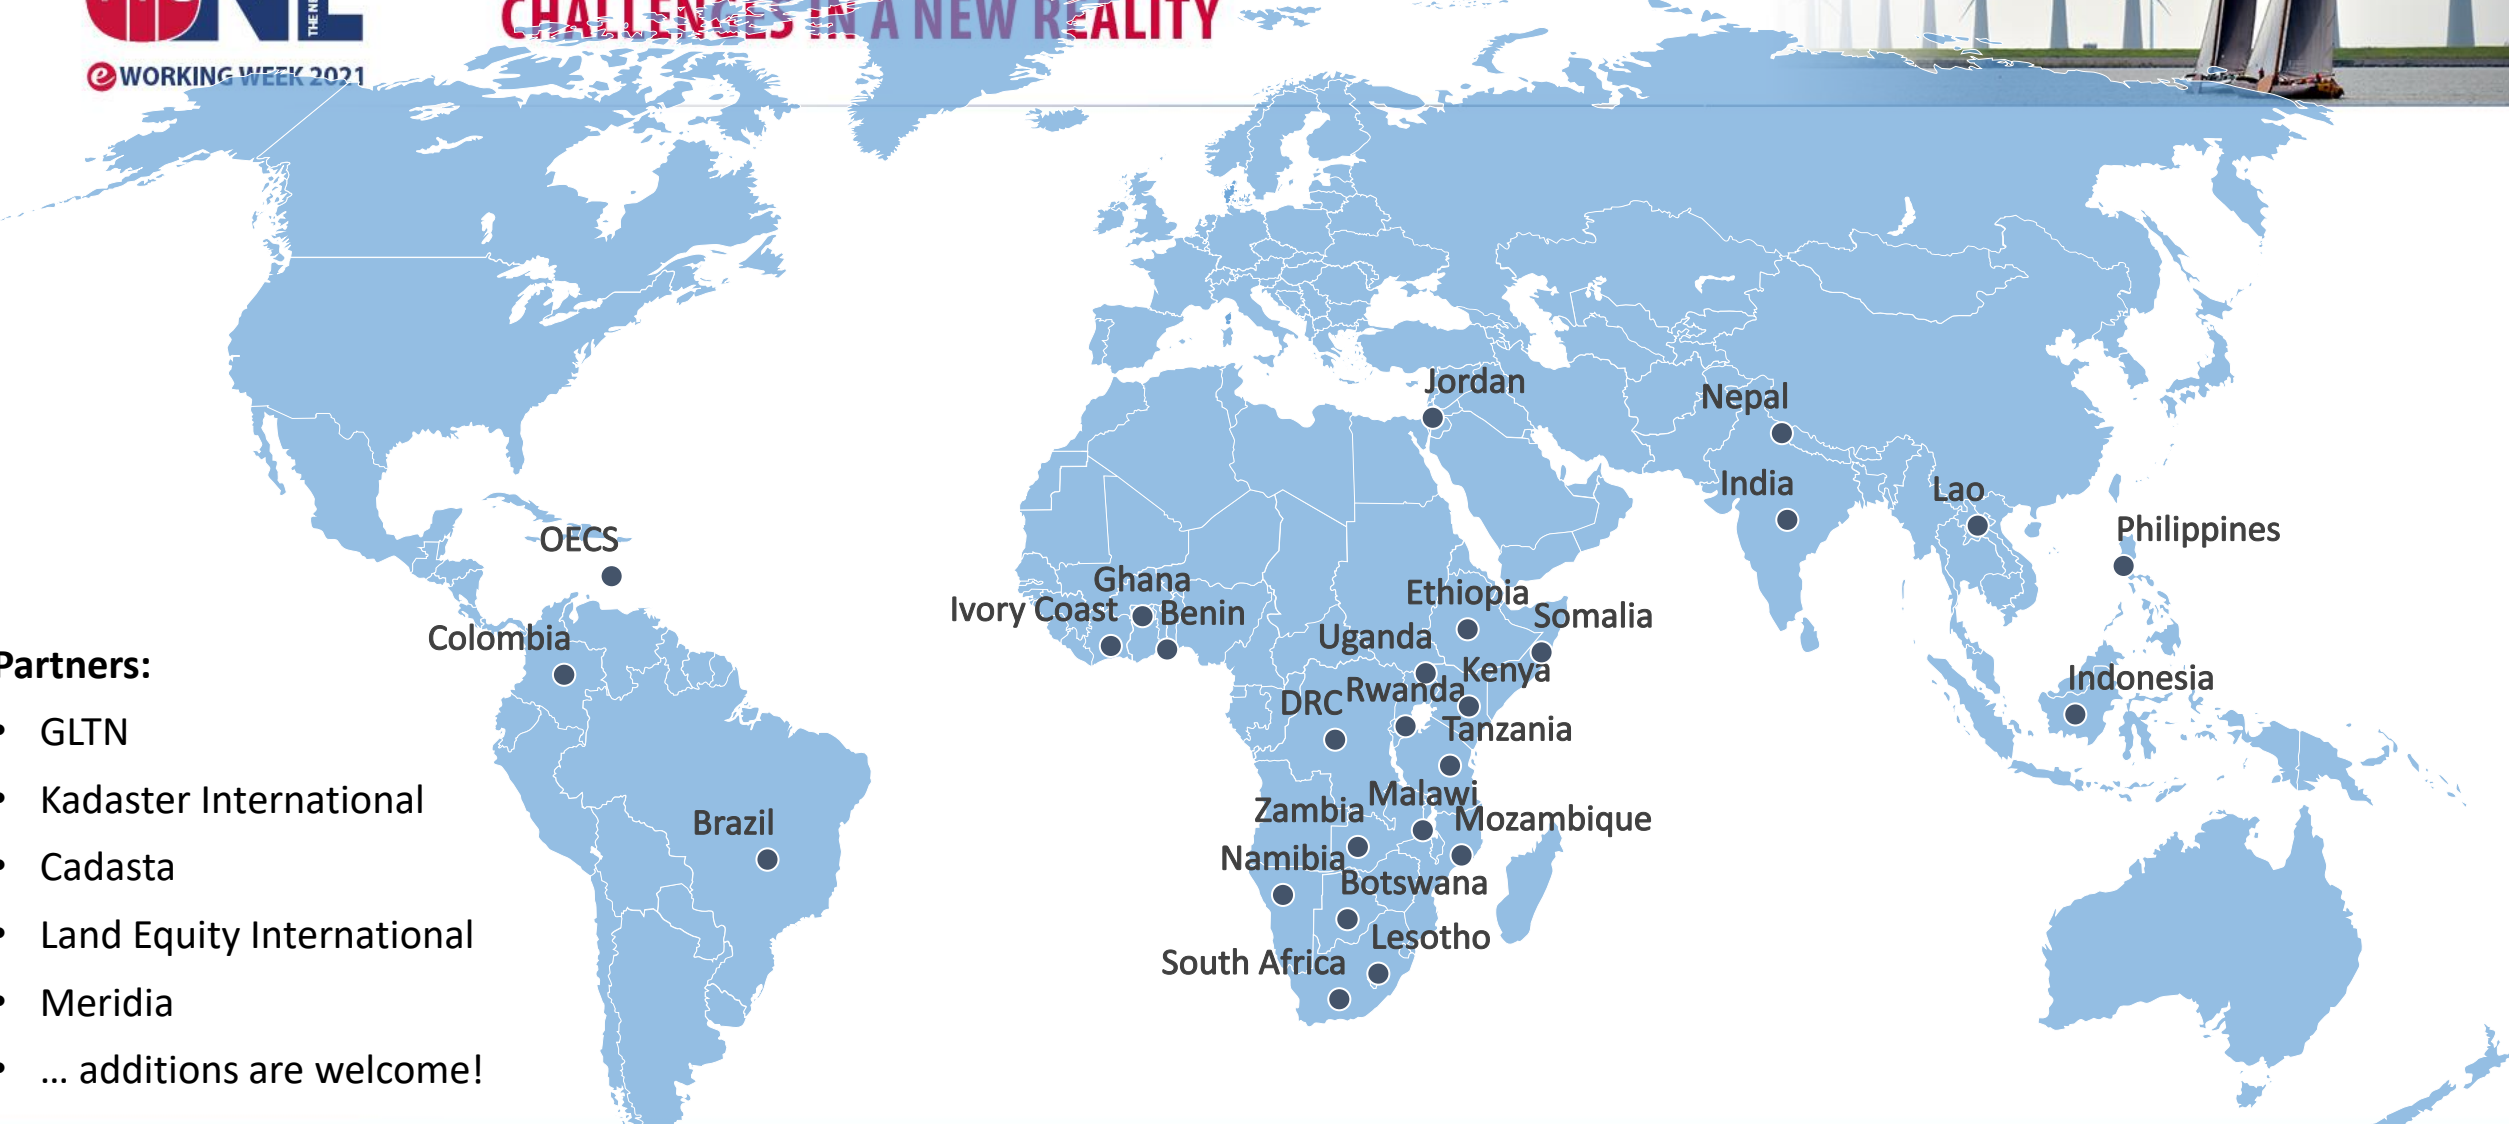 THE NE
CHALLENGES IN A NEW REALITY
e WORKING WEEK 2021
Jordan
Nepal
India
Lao
OECS
Philippines
Ghana
Ethiopia
Ivory Coast
Benin
Somalia
Colombia
Uganda
Kenya
Partners:
Indonesia
Rwanda
DRC
• GLTN
Tanzania
• Kadaster International
Malawi
Zambia
Mozambique
Brazil
• Cadasta
Namibia
Botswana
• Land Equity International
Lesotho
South Africa
• Meridia
• ... additions are welcome!